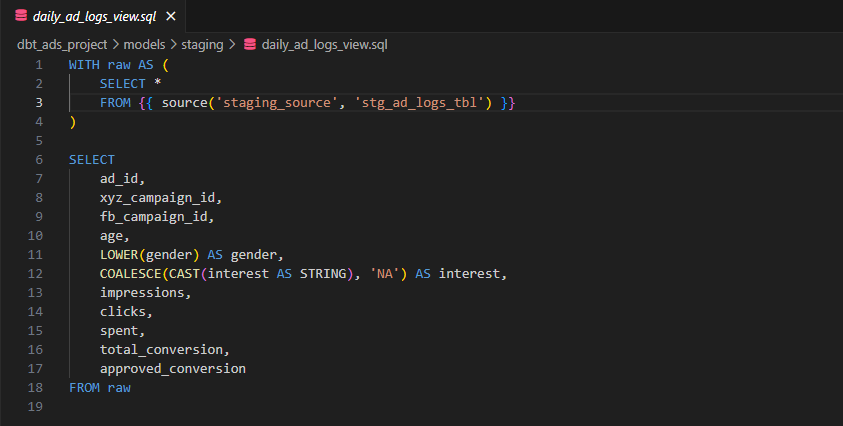 daily_ad_logs_view.sql ×
dbt_ads_project > models > staging > daily_ad_logs_view.sql
1 WITH raw AS (
2     SELECT *
3     FROM {{ source('staging_source', 'stg_ad_logs_tbl') }}
4 )
5
6 SELECT
7     ad_id,
8     xyz_campaign_id,
9     fb_campaign_id,
10     age,
11     LOWER(gender) AS gender,
12     COALESCE(CAST(interest AS STRING), 'NA') AS interest,
13     impressions,
14     clicks,
15     spent,
16     total_conversion,
17     approved_conversion
18 FROM raw
19